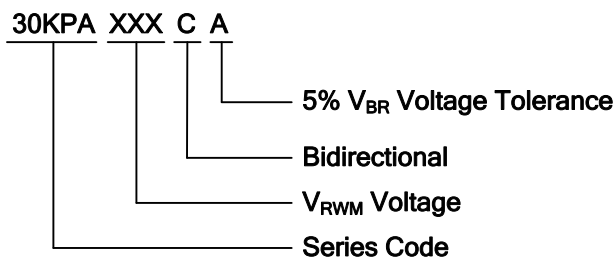 30KPA XXX C A
5% VBR Voltage Tolerance
Bidirectional
VRWM Voltage
Series Code